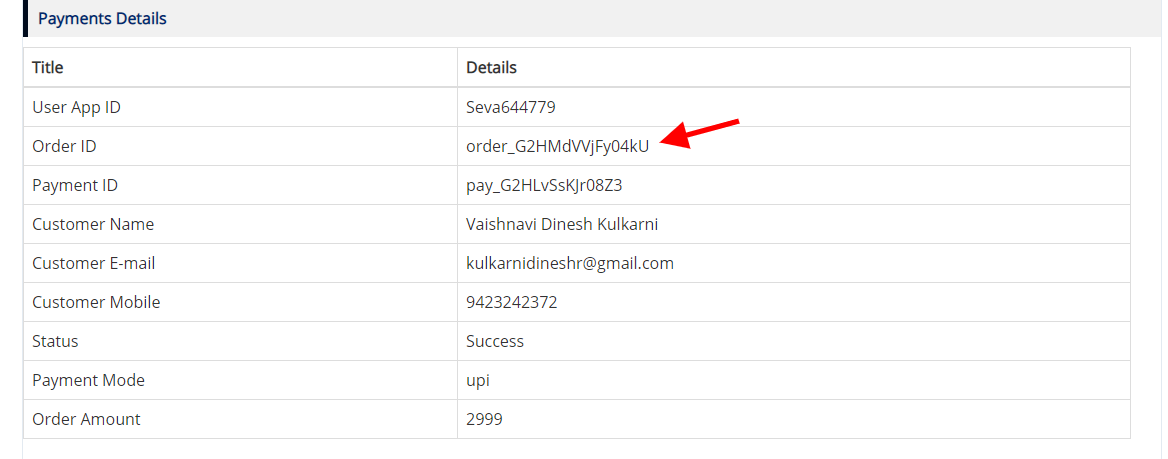 Payments Details
Title Details
User App ID Seva644779
Order ID order_G2HMdVVjFy04kU
Payment ID pay_G2HLvSsKJr08Z3
Customer Name Vaishnavi Dinesh Kulkarni
Customer E-mail kulkarnidineshr@gmail.com
Customer Mobile 9423242372
Status Success
Payment Mode upi
Order Amount 2999